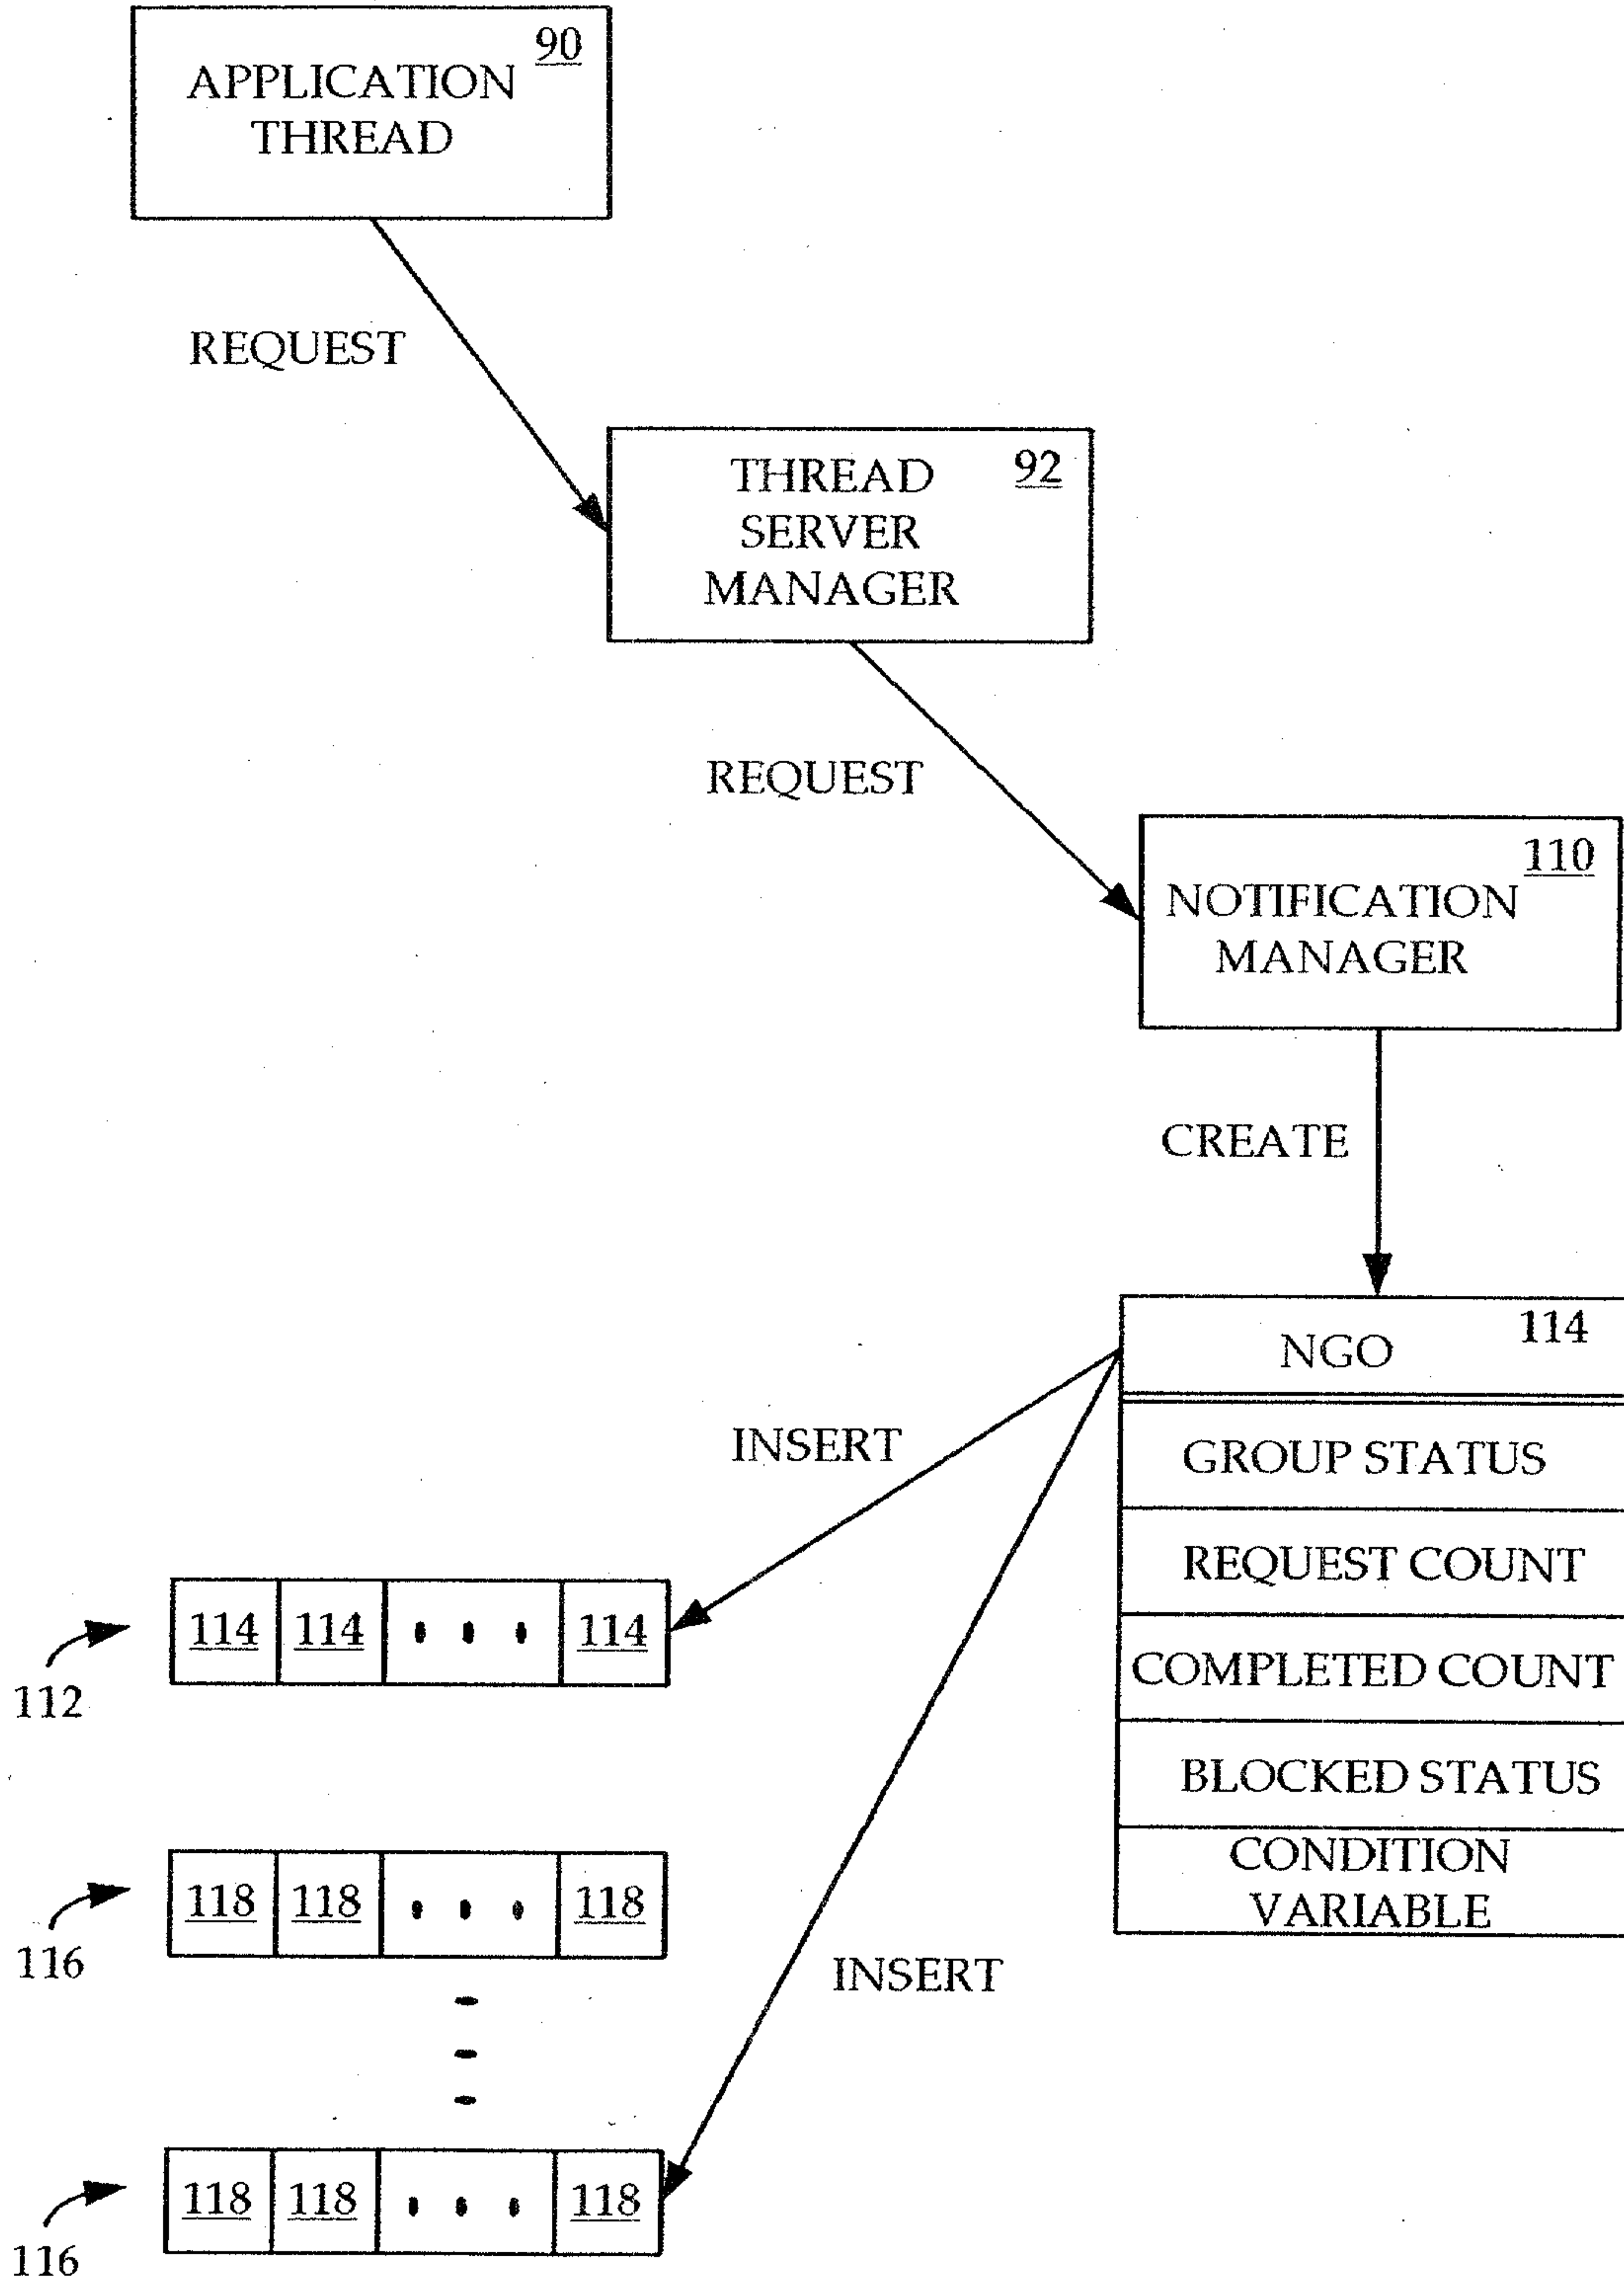 90
APPLICATION
THREAD
REQUEST
THREAD 92
SERVER
MANAGER
REQUEST
110
NOTIFICATION
MANAGER
CREATE
NGO 114
INSERT
GROUP STATUS
REQUEST COUNT
114 114 • • • 114
112
COMPLETED COUNT
BLOCKED STATUS
CONDITION
VARIABLE
118 118 • • • 118
116
INSERT
118 118 • • • 118
116